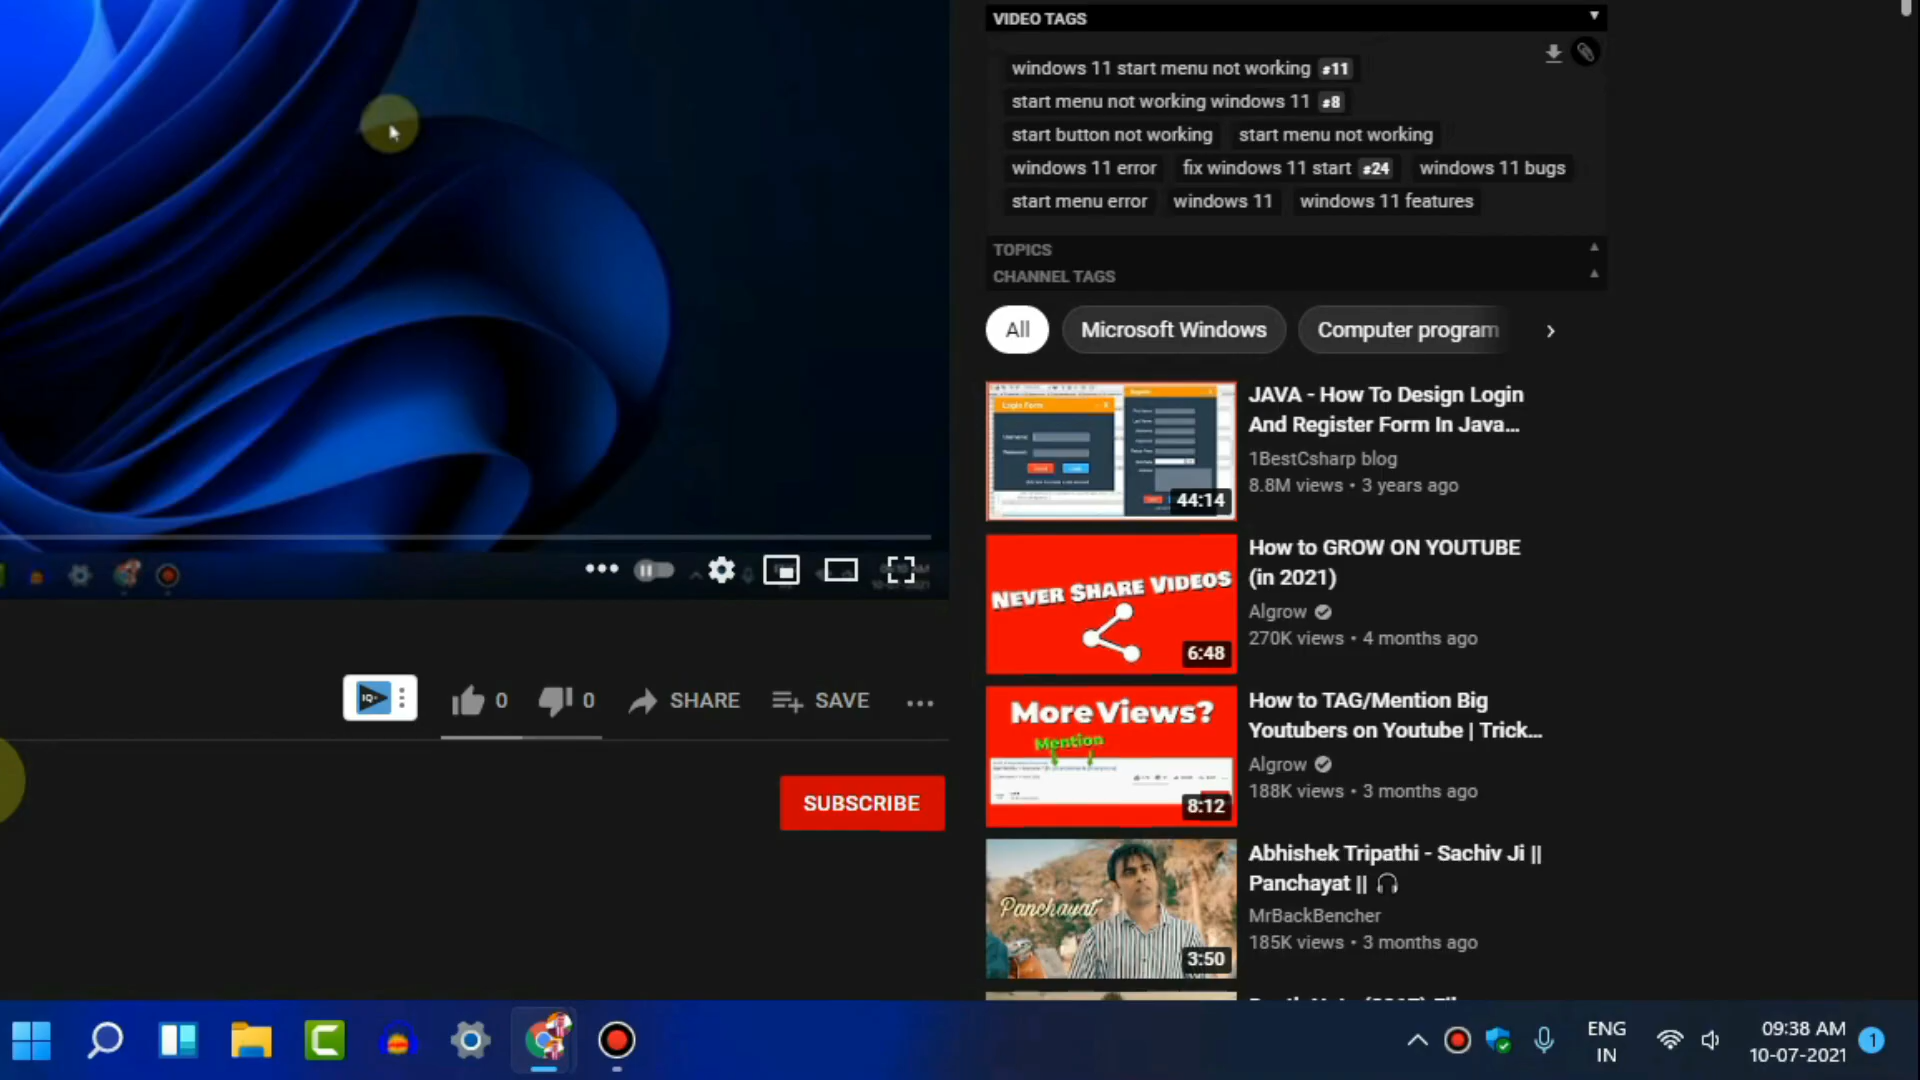 VIDEO TAGS
windows 11 start menu not working #11
start menu not working windows 11 #8
start button not working start menu not working
windows 11 error fix windows 11 start #24 windows 11 bugs
start menu error windows 11 windows 11 features
TOPICS
CHANNEL TAGS
All Microsoft Windows Computer program
Login Form
44:14
JAVA - How To Design Login
And Register Form In Java...
1BestCsharp blog
8.8M views • 3 years ago
NEVER SHARE VIDEOS
6:48
How to GROW ON YOUTUBE
(in 2021)
Algrow
270K views • 4 months ago
IQ
0
0
SHARE
SAVE
SUBSCRIBE
More Views?
Mention
8:12
How to TAG/Mention Big
Youtubers on Youtube | Trick...
Algrow
188K views • 3 months ago
Panchayat
3:50
Abhishek Tripathi - Sachiv Ji ||
Panchayat ||
MrBackBencher
185K views • 3 months ago
ENG
IN
09:38 AM
10-07-2021
1